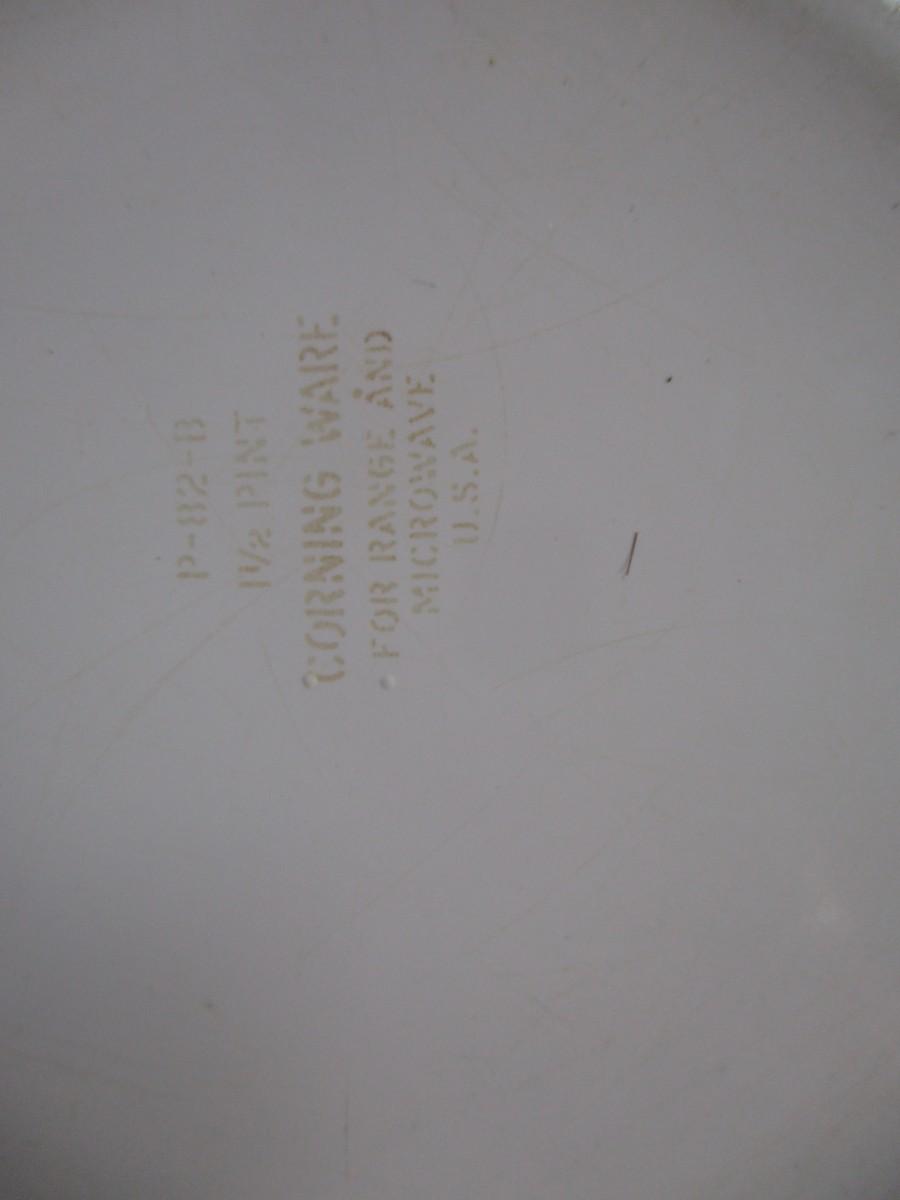 P-82-B
1½ PINT
CORNING WARE
FOR RANGE AND
MICROWAVE
U.S.A.